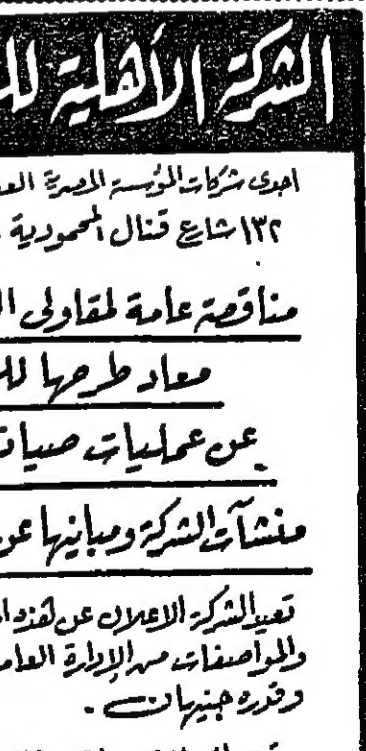 الشركة الأهلية لل
احدى شركات المؤسسة المصرية الع
١٣٢ شارع قنال المحمودية
مناقصة عامة لمقاولى ال
معاد طرحها لل
عن عمليات صيان
منشآت الشركة ومبانيها عن
تعيد الشركة الاعلان عن هذه ا
والمواصفات من الإدارة العام
وقدره جنيهان -